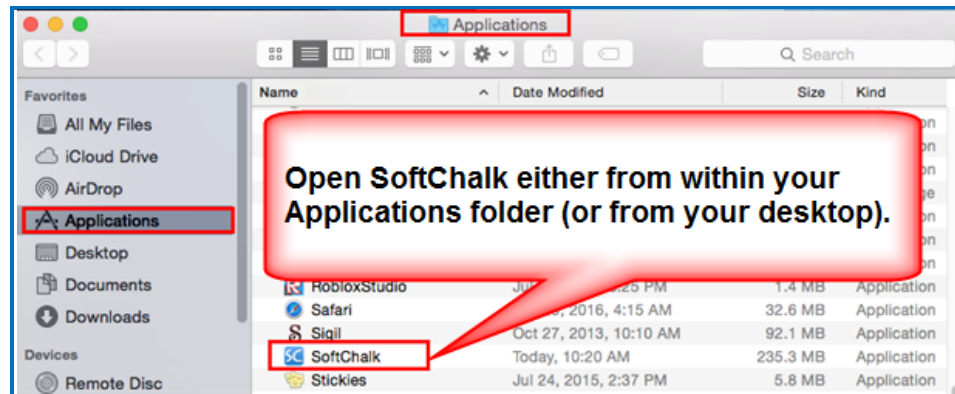 Applications
Search
Favorites
All My Files
iCloud Drive
AirDrop
Applications
Desktop
Documents
Downloads
Devices
Remote Disc
Name Date Modified Size Kind
Open SoftChalk either from within your
Applications folder (or from your desktop).
RobloxStudio PM 1.4 MB Application
Safari 2016, 4:15 AM 32.6 MB Application
Sigil Oct 27, 2013, 10:10 AM 92.1 MB Application
SoftChalk Today, 10:20 AM 235.3 MB Application
Stickies Jul 24, 2015, 2:37 PM 5.8 MB Application